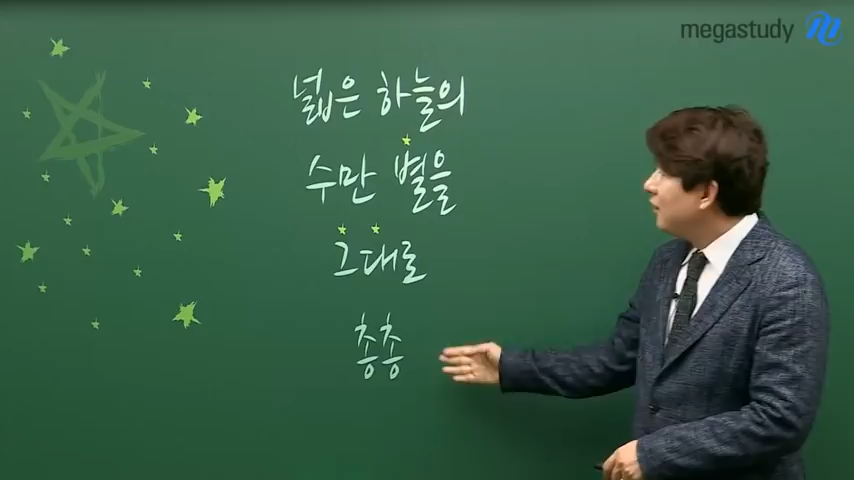 megastudy
넓은 하늘의
수만 별을
그대로
총총